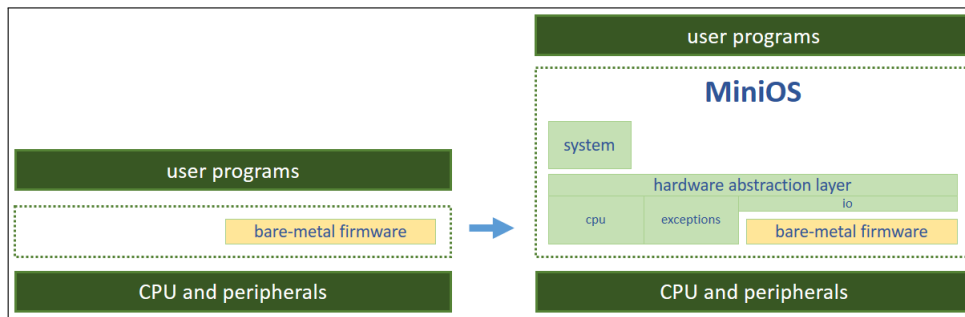 user programs
bare-metal firmware
CPU and peripherals
user programs
MiniOS
system
hardware abstraction layer
cpu
exceptions
io
bare-metal firmware
CPU and peripherals